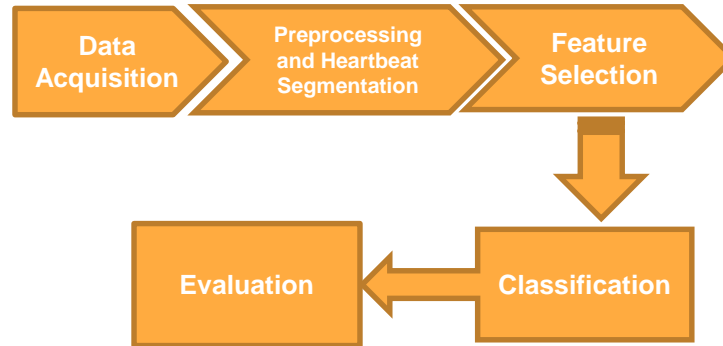 Data
Acquisition
Preprocessing
and Heartbeat
Segmentation
Feature
Selection
Evaluation
Classification